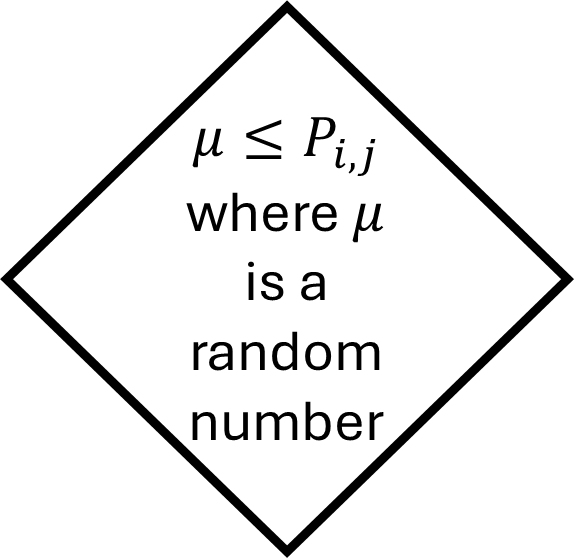 μ ≤ P_{i,j}
where μ
is a
random
number